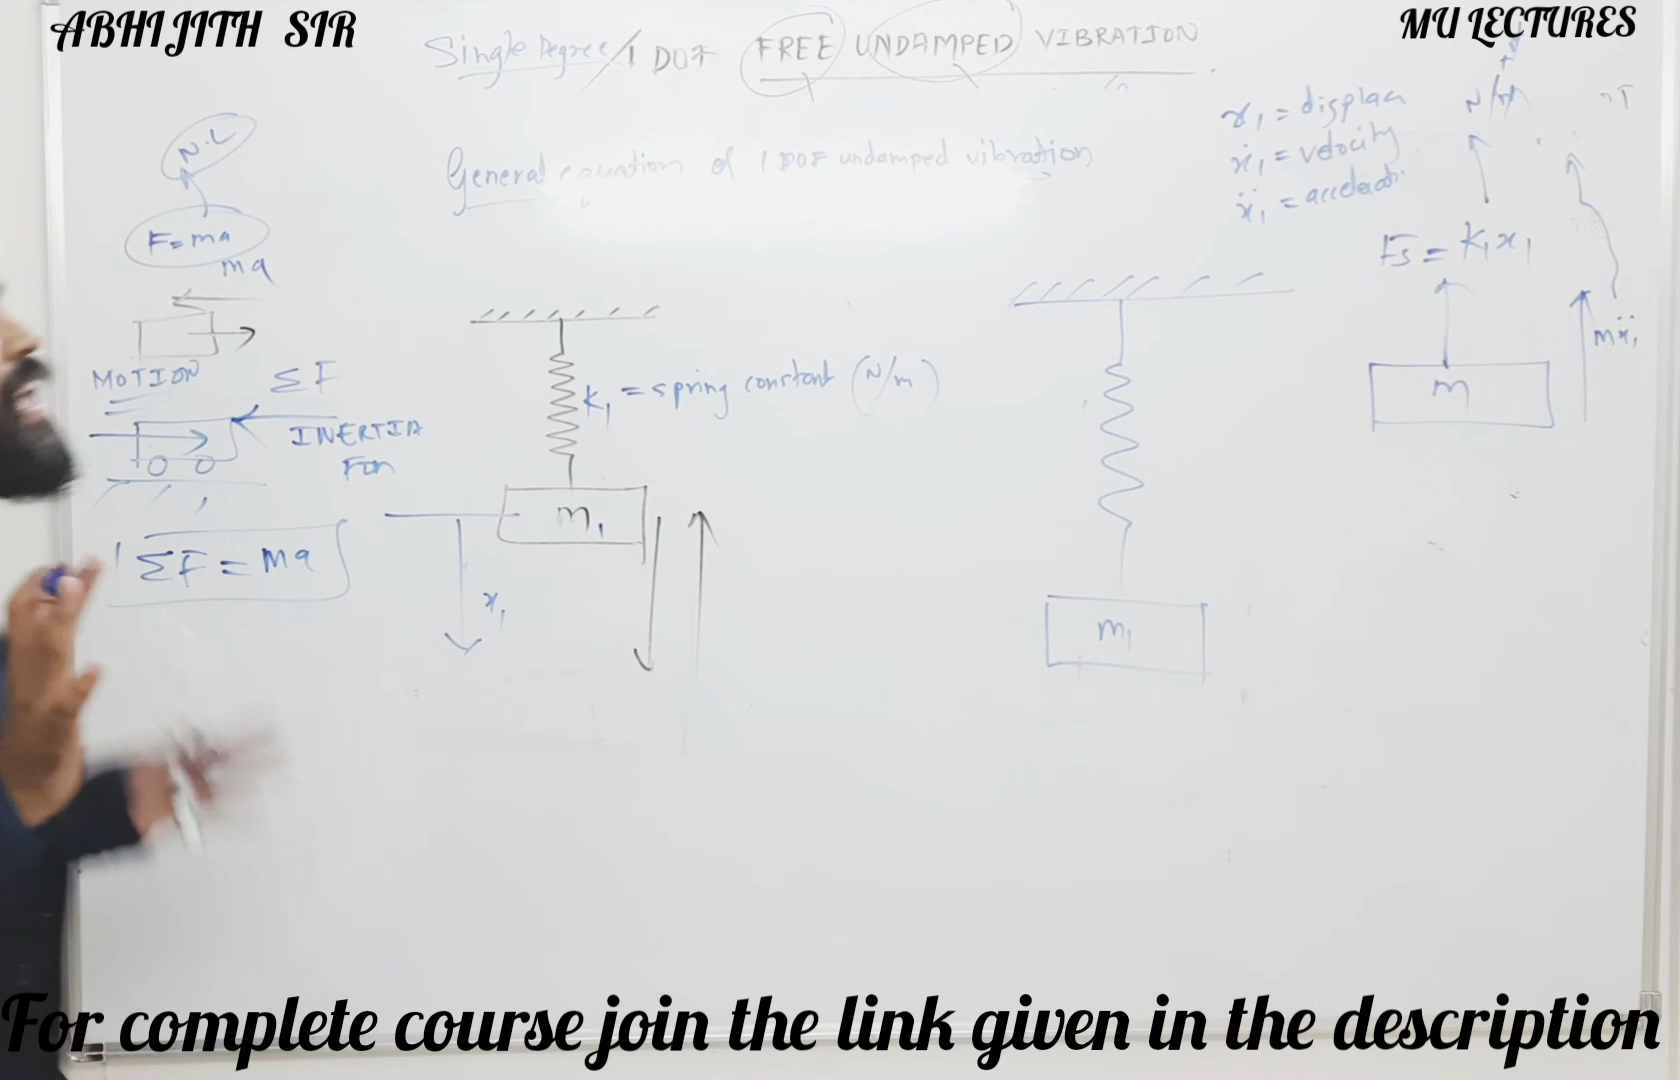 ABHIJITH SIR
MU LECTURES
Single Degree/1 DOF FREE UNDAMPED VIBRATION
General equation of 1 DOF undamped vibration
x₁ = displace
ẋ₁ = velocity
ẍ₁ = accelerati
N/m
N.L
F=ma
ma
MOTION
ΣF
INERTIA
For
ΣF = ma
K₁ = spring constant (N/m)
m₁
x₁
m₁
Fs = K₁x₁
mẍ₁
m
For complete course join the link given in the description